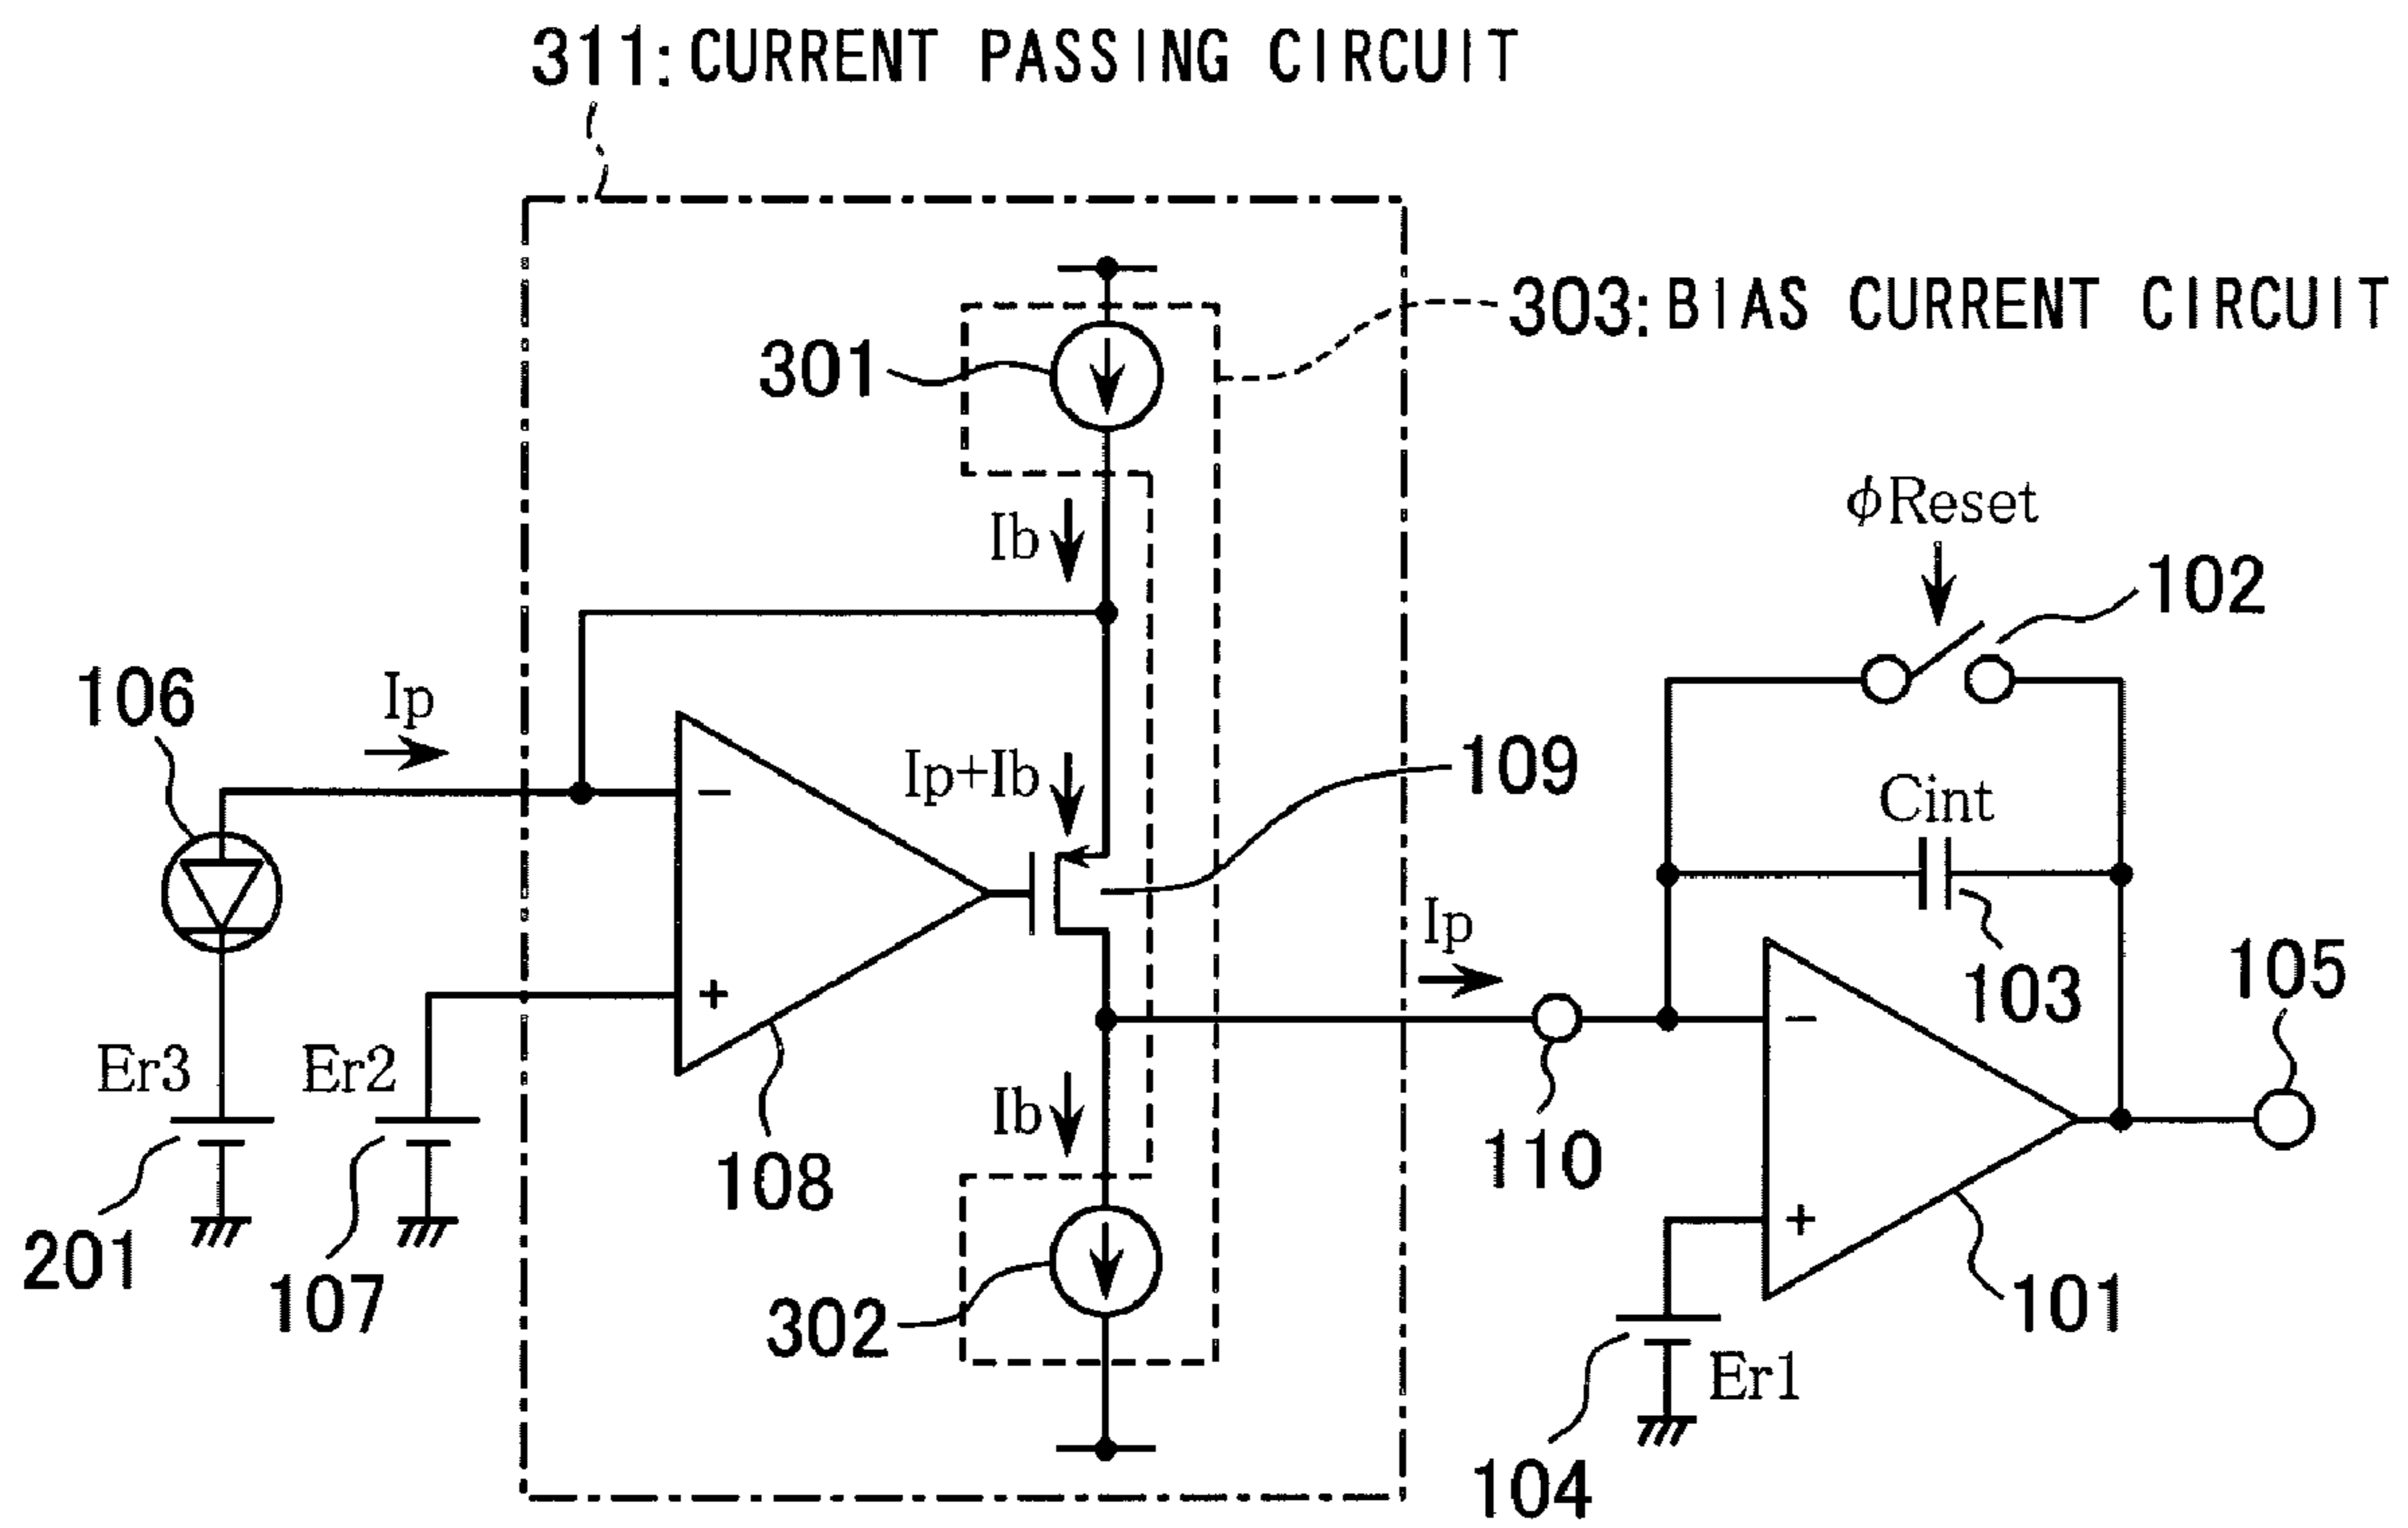 311: CURRENT PASSING CIRCUIT
303: BIAS CURRENT CIRCUIT
301
Ib
φReset
102
106
Ip
Ip+Ib
109
Cint
−
103
Ip
105
+
−
Er3
Er2
Ib
110
108
201
107
302
+
101
Er1
104